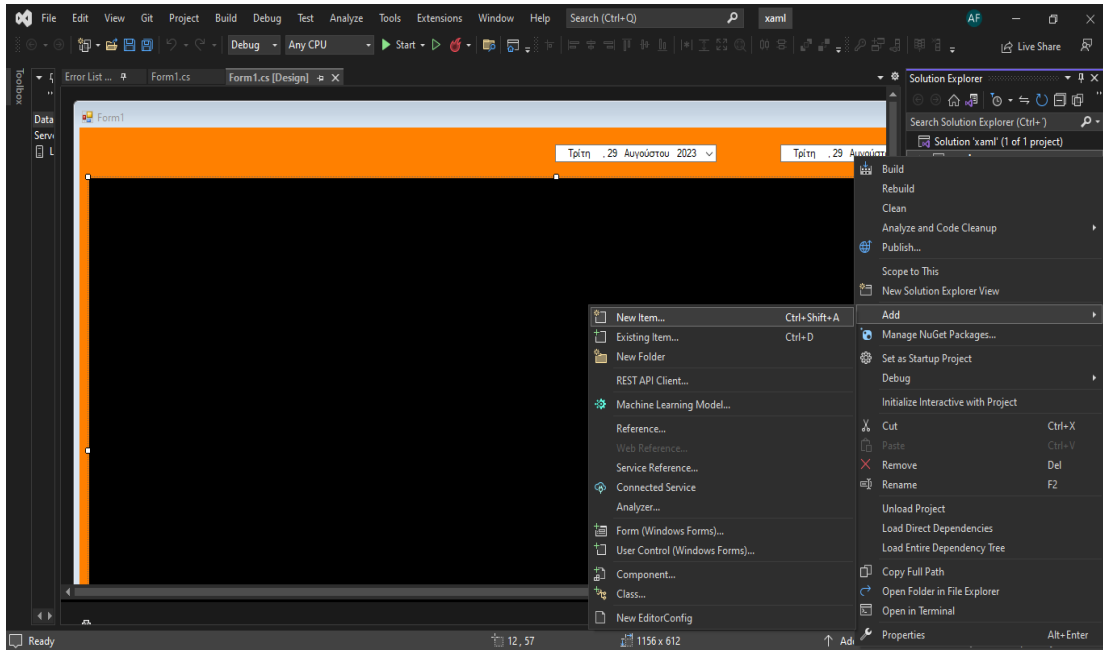 File Edit View Git Project Build Debug Test Analyze Tools Extensions Window Help Search (Ctrl+Q) xaml AF
Debug Any CPU Start Live Share
Toolbox
Error List ... Form1.cs Form1.cs [Design]
Solution Explorer
Search Solution Explorer (Ctrl+¨)
Solution 'xaml' (1 of 1 project)
Data
Serv
L
Form1
Τρίτη , 29 Αυγούστου 2023
Τρίτη , 29 Αυγούστ
Build
Rebuild
Clean
Analyze and Code Cleanup
Publish...
Scope to This
New Solution Explorer View
Add
Manage NuGet Packages...
Set as Startup Project
Debug
Initialize Interactive with Project
Cut Ctrl+X
Paste Ctrl+V
Remove Del
Rename F2
Unload Project
Load Direct Dependencies
Load Entire Dependency Tree
Copy Full Path
Open Folder in File Explorer
Open in Terminal
Properties Alt+Enter
New Item... Ctrl+Shift+A
Existing Item... Ctrl+D
New Folder
REST API Client...
Machine Learning Model...
Reference...
Web Reference...
Service Reference...
Connected Service
Analyzer...
Form (Windows Forms)...
User Control (Windows Forms)...
Component...
Class...
New EditorConfig
Ready 12 , 57 1156 x 612 Add